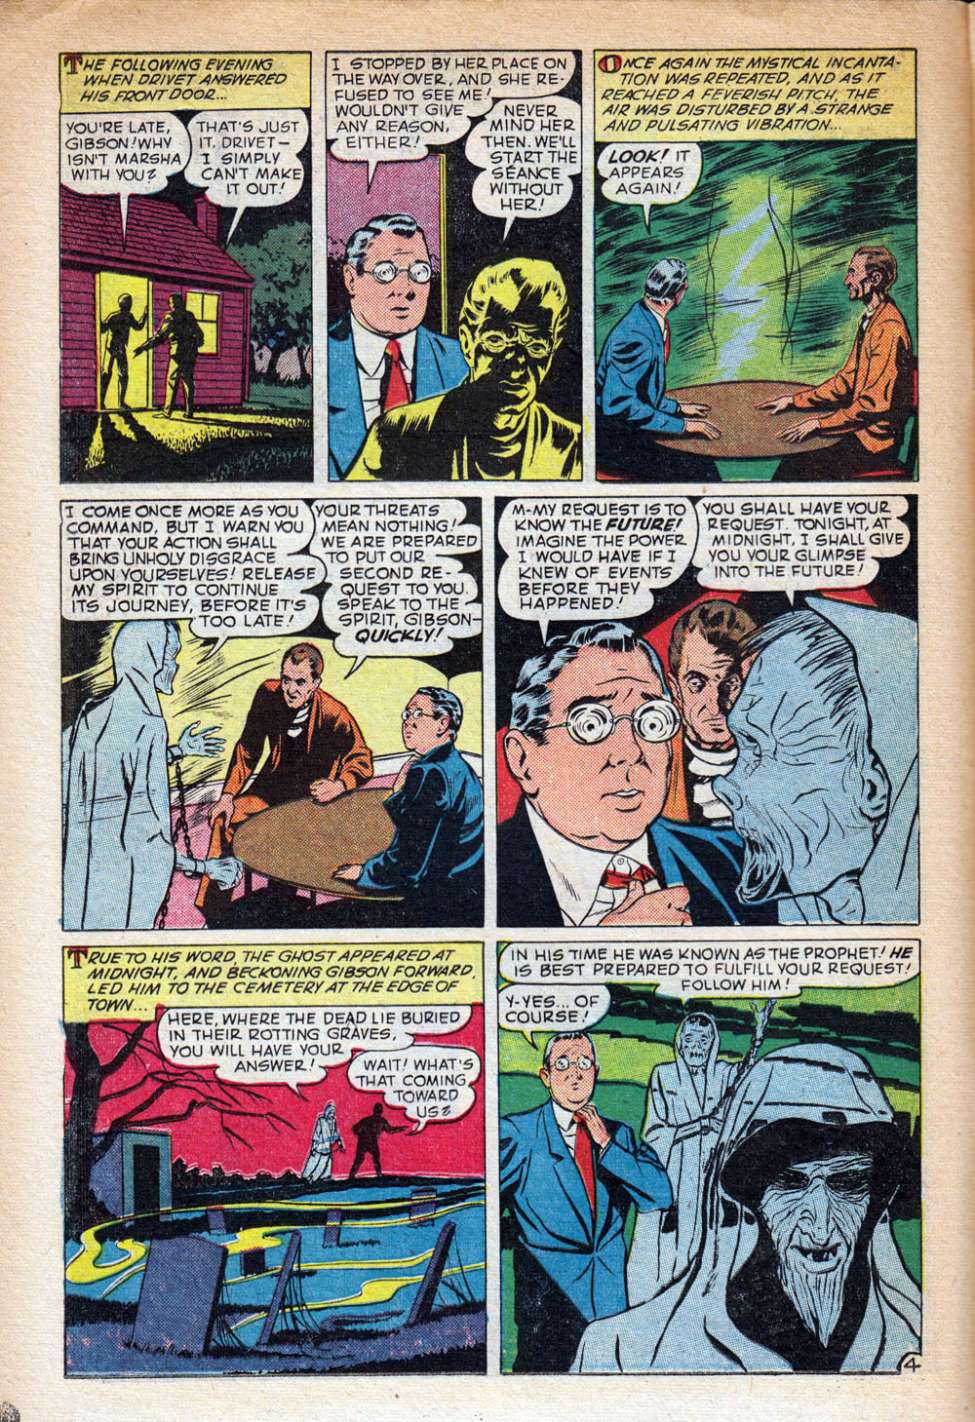 THE FOLLOWING EVENING
WHEN DRIVET ANSWERED
HIS FRONT DOOR...
YOU'RE LATE,
GIBSON! WHY
ISN'T MARSHA
WITH YOU?
THAT'S JUST
IT, DRIVET—
I SIMPLY
CAN'T MAKE
IT OUT!
I STOPPED BY HER PLACE ON
THE WAY OVER, AND SHE RE-
FUSED TO SEE ME!
WOULDN'T GIVE
ANY REASON,
EITHER!
NEVER
MIND HER
THEN. WE'LL
START THE
SÉANCE
WITHOUT
HER!
ONCE AGAIN THE MYSTICAL INCANTA-
TION WAS REPEATED, AND AS IT
REACHED A FEVERISH PITCH, THE
AIR WAS DISTURBED BY A STRANGE
AND PULSATING VIBRATION...
LOOK! IT
APPEARS
AGAIN!
I COME ONCE MORE AS YOU
COMMAND, BUT I WARN YOU
THAT YOUR ACTION SHALL
BRING UNHOLY DISGRACE
UPON YOURSELVES! RELEASE
MY SPIRIT TO CONTINUE
ITS JOURNEY, BEFORE IT'S
TOO LATE!
YOUR THREATS
MEAN NOTHING!
WE ARE PREPARED
TO PUT OUR
SECOND RE-
QUEST TO YOU.
SPEAK TO THE
SPIRIT, GIBSON—
QUICKLY!
M-MY REQUEST IS TO
KNOW THE FUTURE!
IMAGINE THE POWER
I WOULD HAVE IF I
KNEW OF EVENTS
BEFORE THEY
HAPPENED!
YOU SHALL HAVE YOUR
REQUEST. TONIGHT, AT
MIDNIGHT, I SHALL GIVE
YOU YOUR GLIMPSE
INTO THE FUTURE!
TRUE TO HIS WORD, THE GHOST APPEARED AT
MIDNIGHT, AND BECKONING GIBSON FORWARD,
LED HIM TO THE CEMETERY AT THE EDGE OF
TOWN...
HERE, WHERE THE DEAD LIE BURIED
IN THEIR ROTTING GRAVES,
YOU WILL HAVE YOUR
ANSWER!
WAIT! WHAT'S
THAT COMING
TOWARD
US?
IN HIS TIME HE WAS KNOWN AS THE PROPHET! HE
IS BEST PREPARED TO FULFILL YOUR REQUEST!
FOLLOW HIM!
Y-YES... OF
COURSE!
4